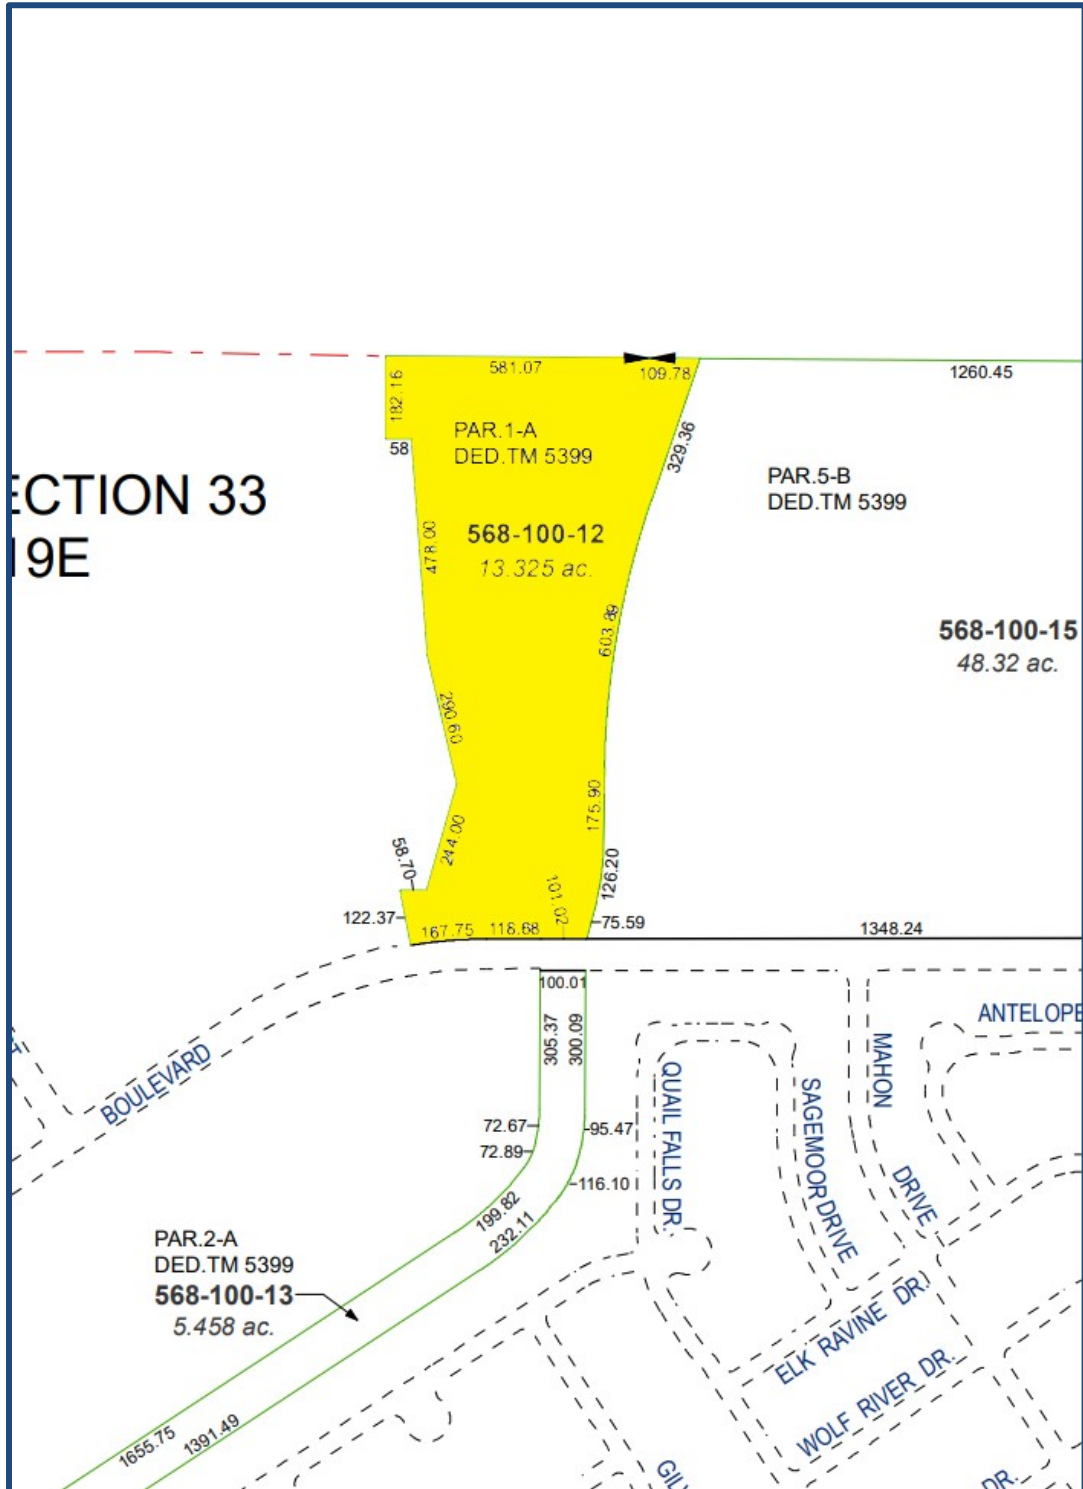 581.07
109.78
1260.45
182.16
58
PAR.1-A
DED.TM 5399
329.36
PAR.5-B
DED.TM 5399
ECTION 33
19E
568-100-12
13.325 ac.
478.00
603.89
568-100-15
48.32 ac.
290.60
175.90
244.00
58.70
126.20
101.02
122.37
167.75
118.68
75.59
1348.24
100.01
305.37
300.09
ANTELOPE
MAHON
DRIVE
BOULEVARD
QUAIL FALLS DR.
SAGEMOOR DRIVE
72.67
95.47
72.89
116.10
199.82
232.11
PAR.2-A
DED.TM 5399
568-100-13
5.458 ac.
ELK RAVINE DR.
WOLF RIVER DR.
1655.75
1391.49
DR.